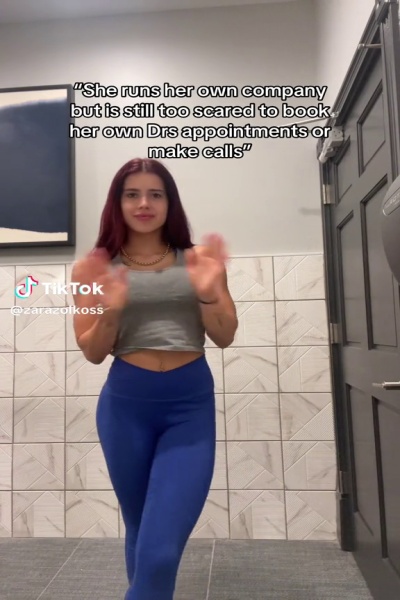 “She runs her own company
but is still too scared to book
her own Drs appointments or
make calls”
TikTok
@zarazolkoss